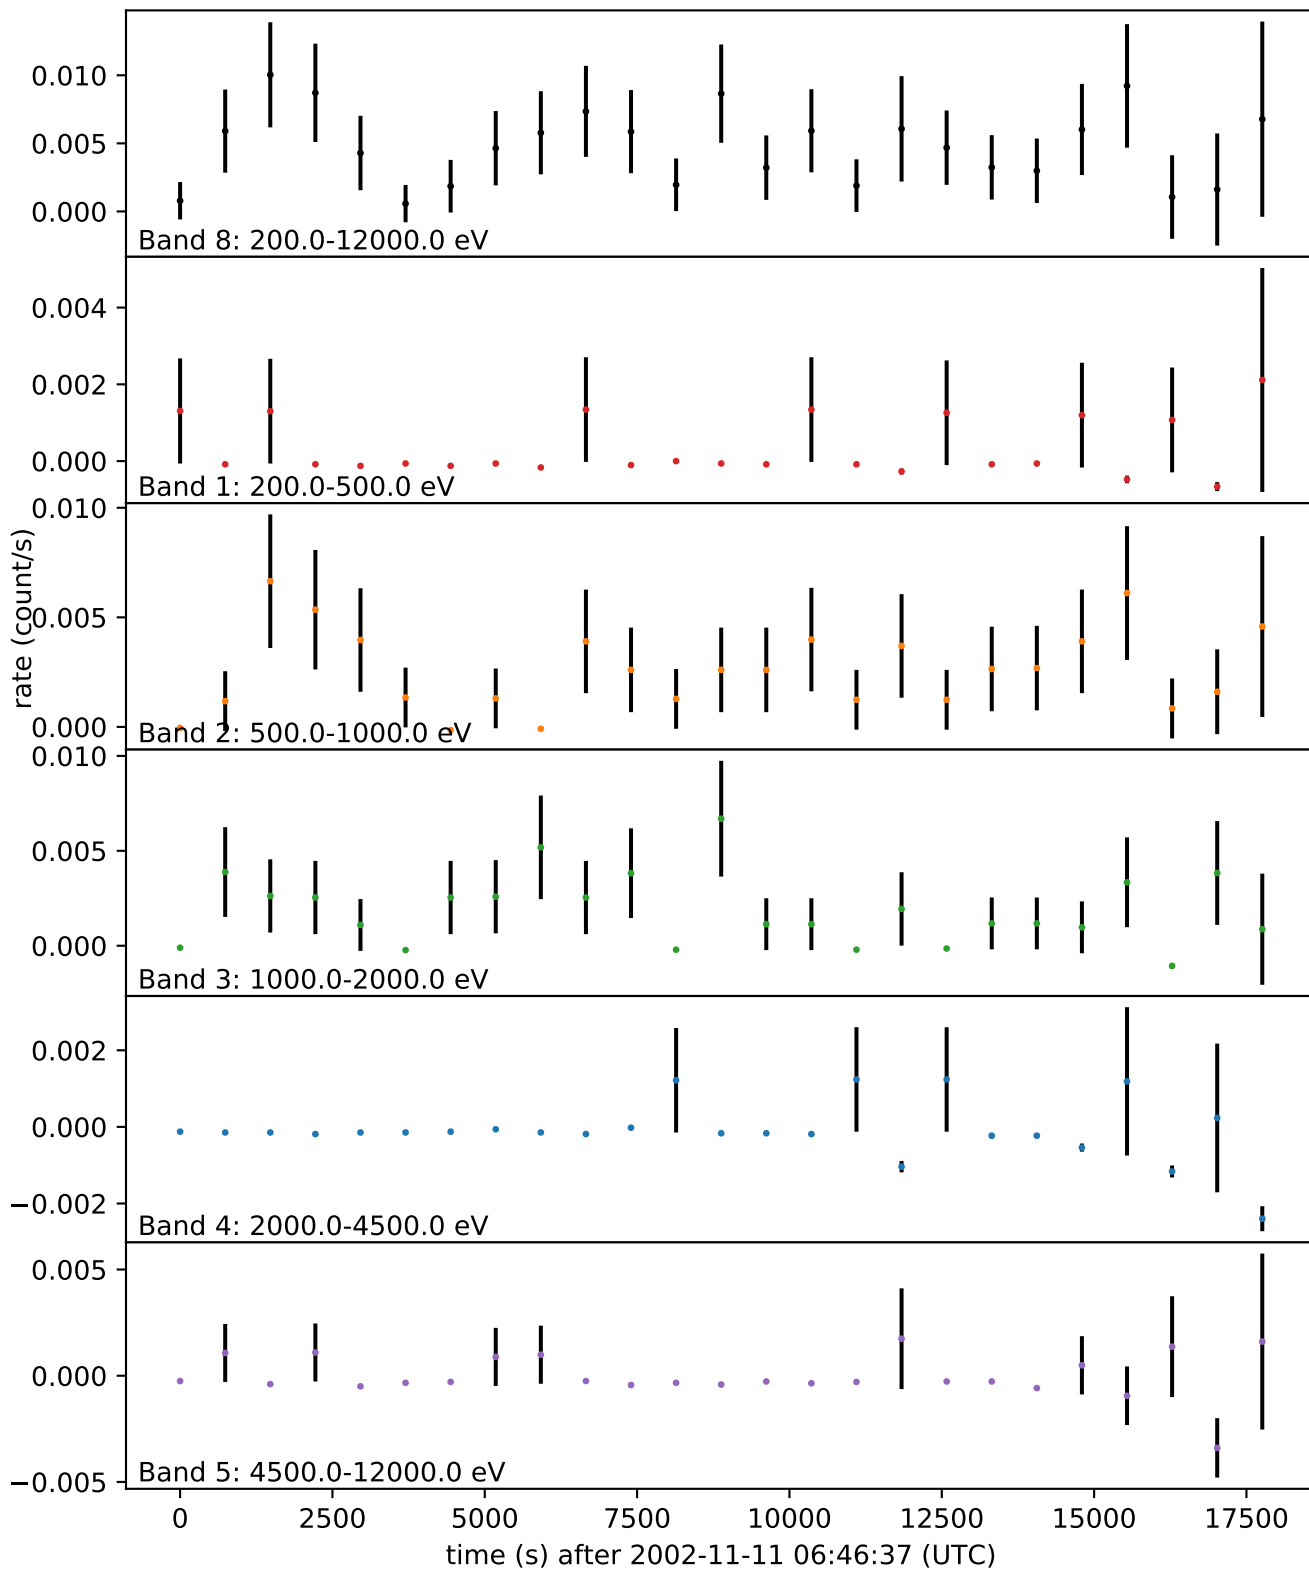 0.010
0.005
0.000
Band 8: 200.0-12000.0 eV
0.004
0.002
0.000
Band 1: 200.0-500.0 eV
rate (count/s)
0.010
0.005
0.000
Band 2: 500.0-1000.0 eV
0.010
0.005
0.000
Band 3: 1000.0-2000.0 eV
0.002
0.000
−0.002
Band 4: 2000.0-4500.0 eV
0.005
0.000
−0.005
Band 5: 4500.0-12000.0 eV
0 2500 5000 7500 10000 12500 15000 17500
time (s) after 2002-11-11 06:46:37 (UTC)